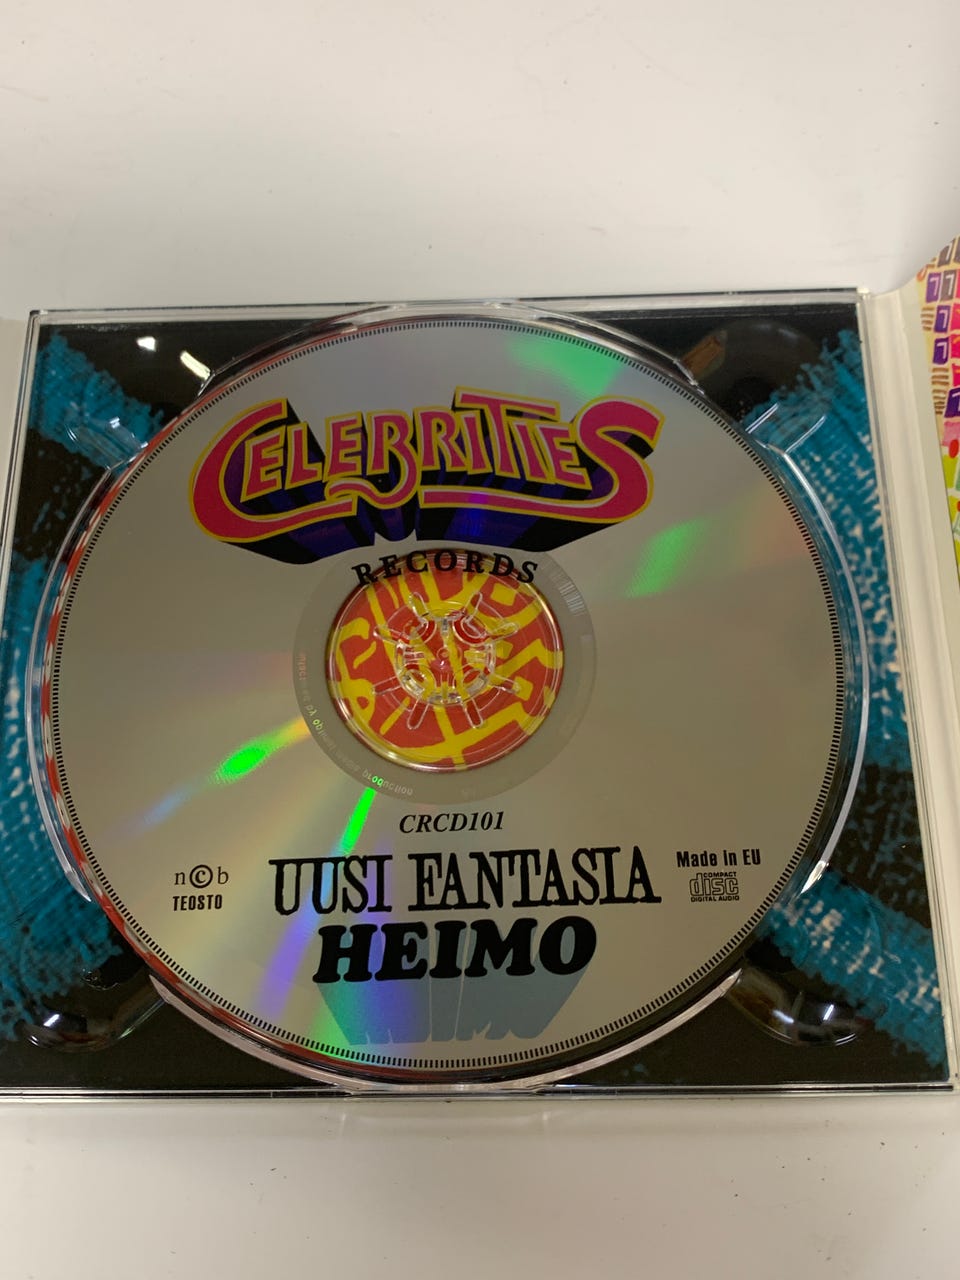 CELEBRITIES
RECORDS
CRCD101
UUSI FANTASIA
HEIMO
n©b
TEOSTO
Made in EU
COMPACT
disc
DIGITAL AUDIO